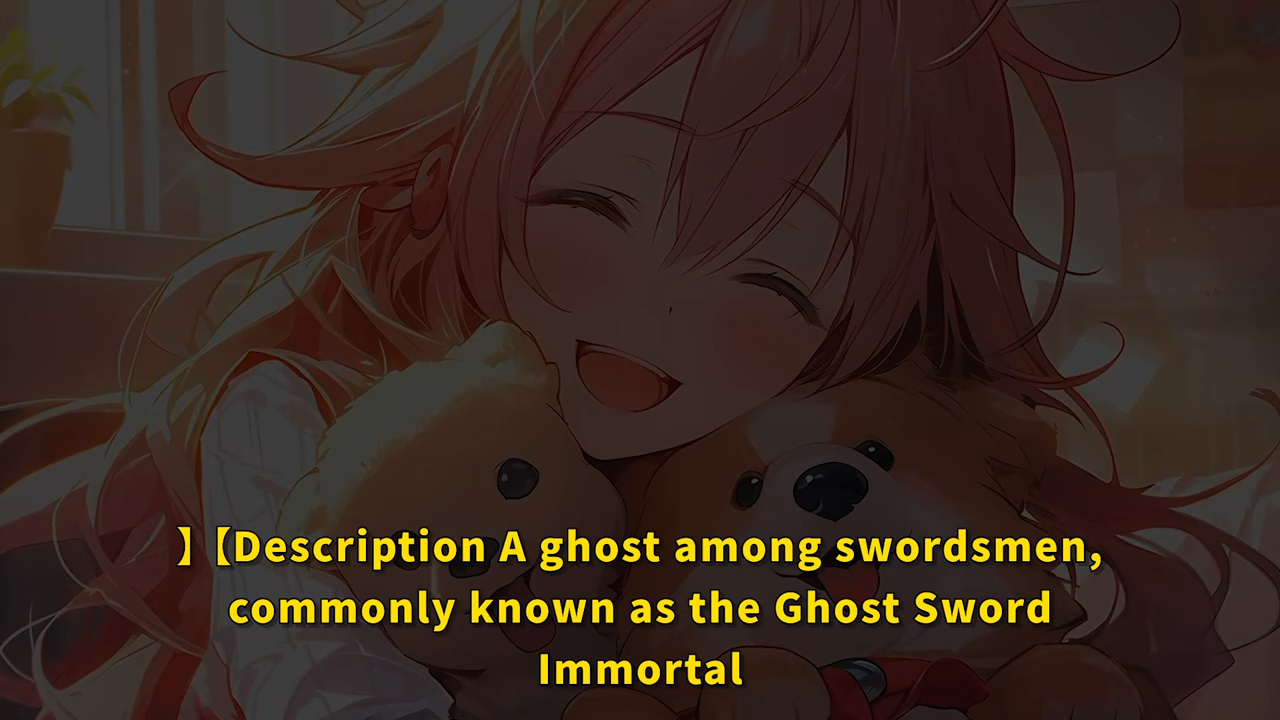 】【Description A ghost among swordsmen,
commonly known as the Ghost Sword
Immortal